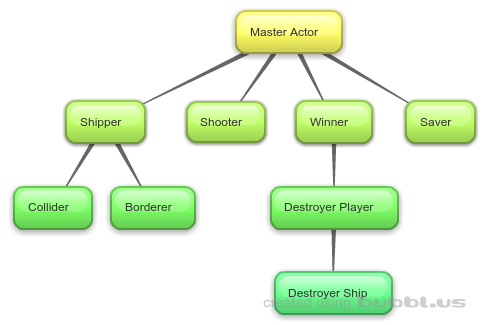 Master Actor
Shipper
Shooter
Winner
Saver
Collider
Borderer
Destroyer Player
Destroyer Ship
created using bubbl.us